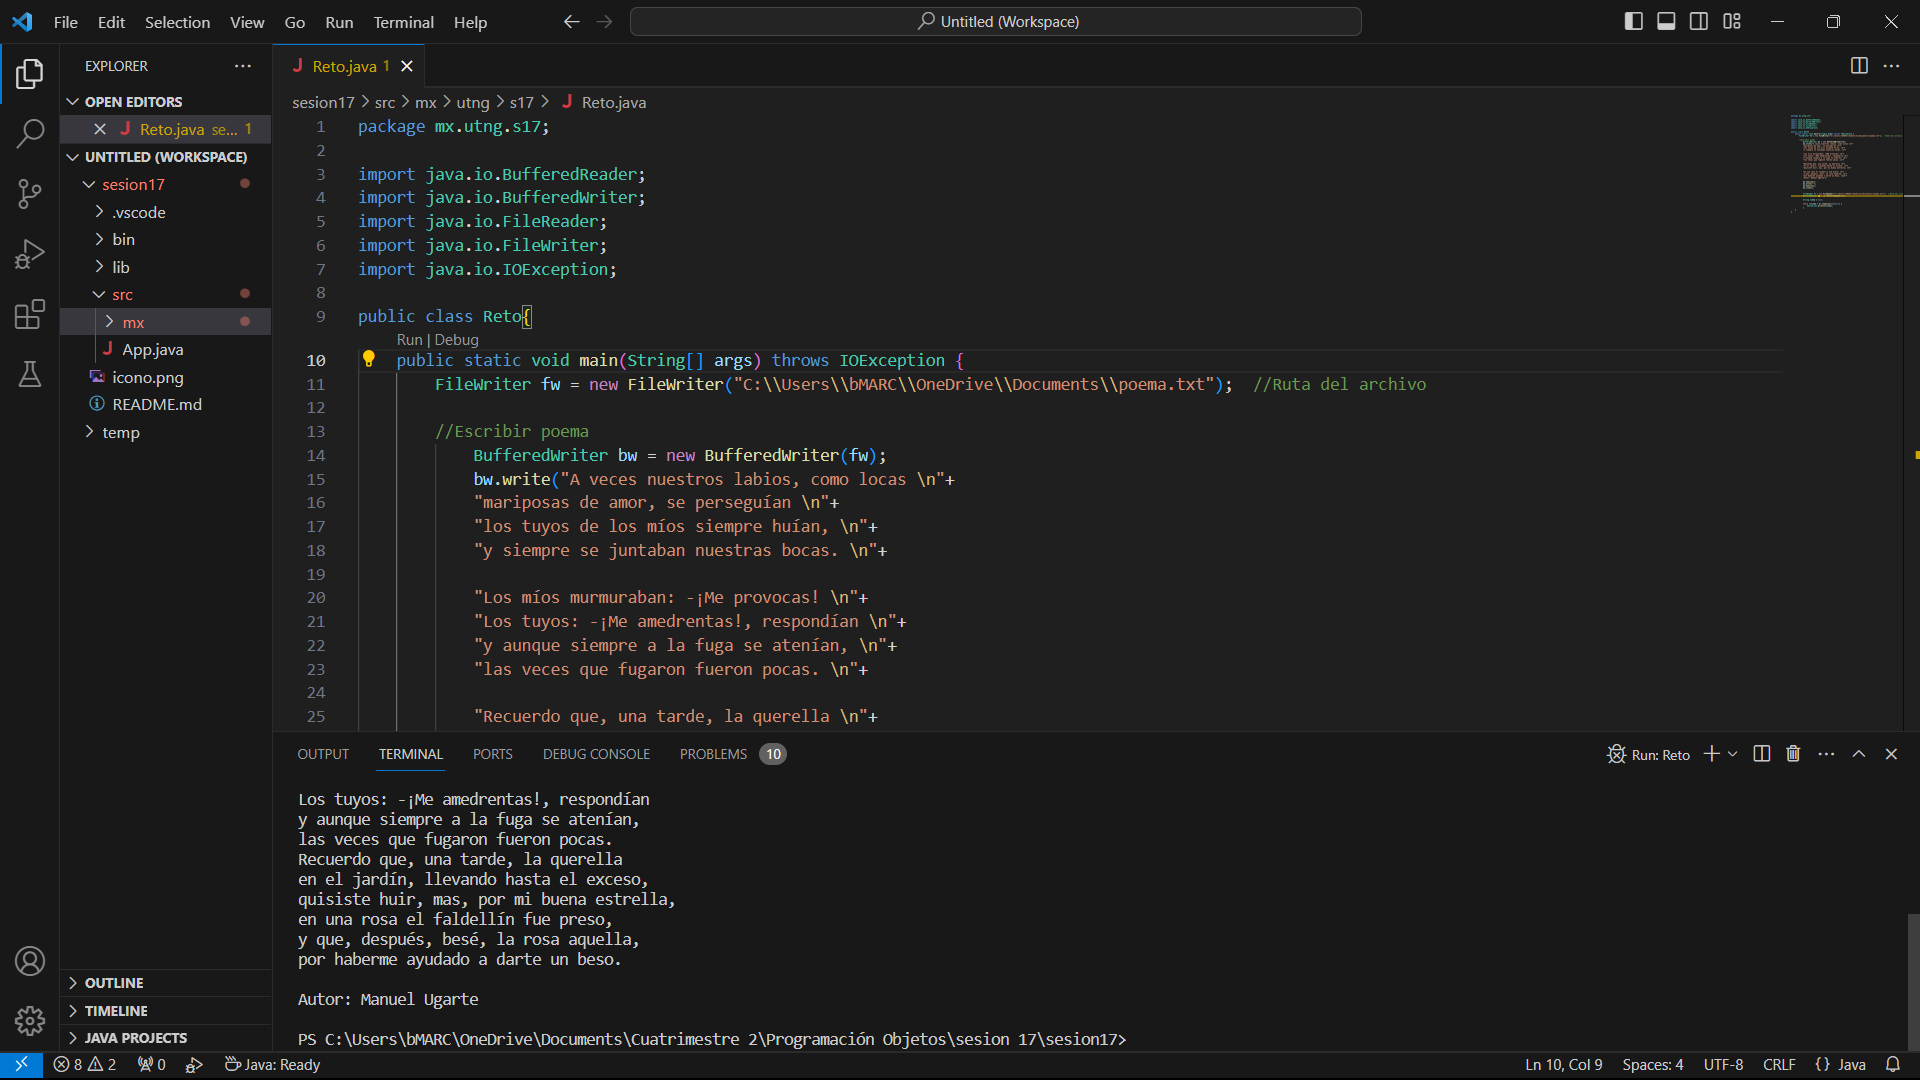 File Edit Selection View Go Run Terminal Help
Untitled (Workspace)
EXPLORER
OPEN EDITORS
Reto.java se... 1
UNTITLED (WORKSPACE)
sesion17
.vscode
bin
lib
src
mx
App.java
icono.png
README.md
temp
OUTLINE
TIMELINE
JAVA PROJECTS
Reto.java 1
sesion17 > src > mx > utng > s17 > Reto.java
1 package mx.utng.s17;
2
3 import java.io.BufferedReader;
4 import java.io.BufferedWriter;
5 import java.io.FileReader;
6 import java.io.FileWriter;
7 import java.io.IOException;
8
9 public class Reto{
Run | Debug
10 public static void main(String[] args) throws IOException {
11 FileWriter fw = new FileWriter("C:\\Users\\bMARC\\OneDrive\\Documents\\poema.txt"); //Ruta del archivo
12
13 //Escribir poema
14 BufferedWriter bw = new BufferedWriter(fw);
15 bw.write("A veces nuestros labios, como locas \n"+
16 "mariposas de amor, se perseguían \n"+
17 "los tuyos de los míos siempre huían, \n"+
18 "y siempre se juntaban nuestras bocas. \n"+
19
20 "Los míos murmuraban: -¡Me provocas! \n"+
21 "Los tuyos: -¡Me amedrentas!, respondían \n"+
22 "y aunque siempre a la fuga se atenían, \n"+
23 "las veces que fugaron fueron pocas. \n"+
24
25 "Recuerdo que, una tarde, la querella \n"+
OUTPUT TERMINAL PORTS DEBUG CONSOLE PROBLEMS 10
Run: Reto
Los tuyos: -¡Me amedrentas!, respondían
y aunque siempre a la fuga se atenían,
las veces que fugaron fueron pocas.
Recuerdo que, una tarde, la querella
en el jardín, llevando hasta el exceso,
quisiste huir, mas, por mi buena estrella,
en una rosa el faldellín fue preso,
y que, después, besé, la rosa aquella,
por haberme ayudado a darte un beso.
Autor: Manuel Ugarte
PS C:\Users\bMARC\OneDrive\Documents\Cuatrimestre 2\Programación Objetos\sesion 17\sesion17>
8 2 0 Java: Ready
Ln 10, Col 9 Spaces: 4 UTF-8 CRLF {} Java